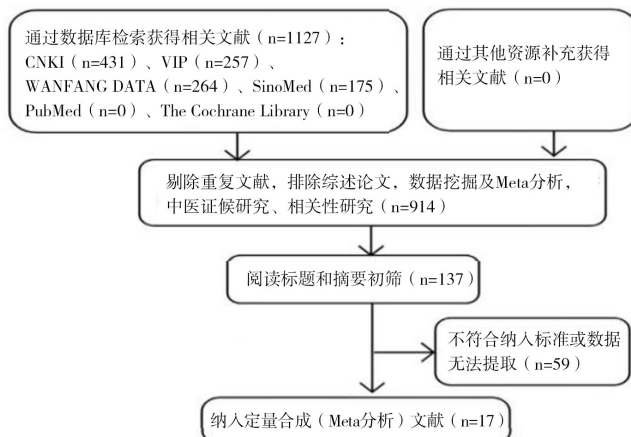 通过数据库检索获得相关文献（n=1127）：
CNKI（n=431）、VIP（n=257）、
WANFANG DATA（n=264）、SinoMed（n=175）、
PubMed（n=0）、The Cochrane Library（n=0）
通过其他资源补充获得
相关文献（n=0）
剔除重复文献，排除综述论文，数据挖掘及Meta分析，
中医证候研究、相关性研究（n=914）
阅读标题和摘要初筛（n=137）
不符合纳入标准或数据
无法提取（n=59）
纳入定量合成（Meta分析）文献（n=17）